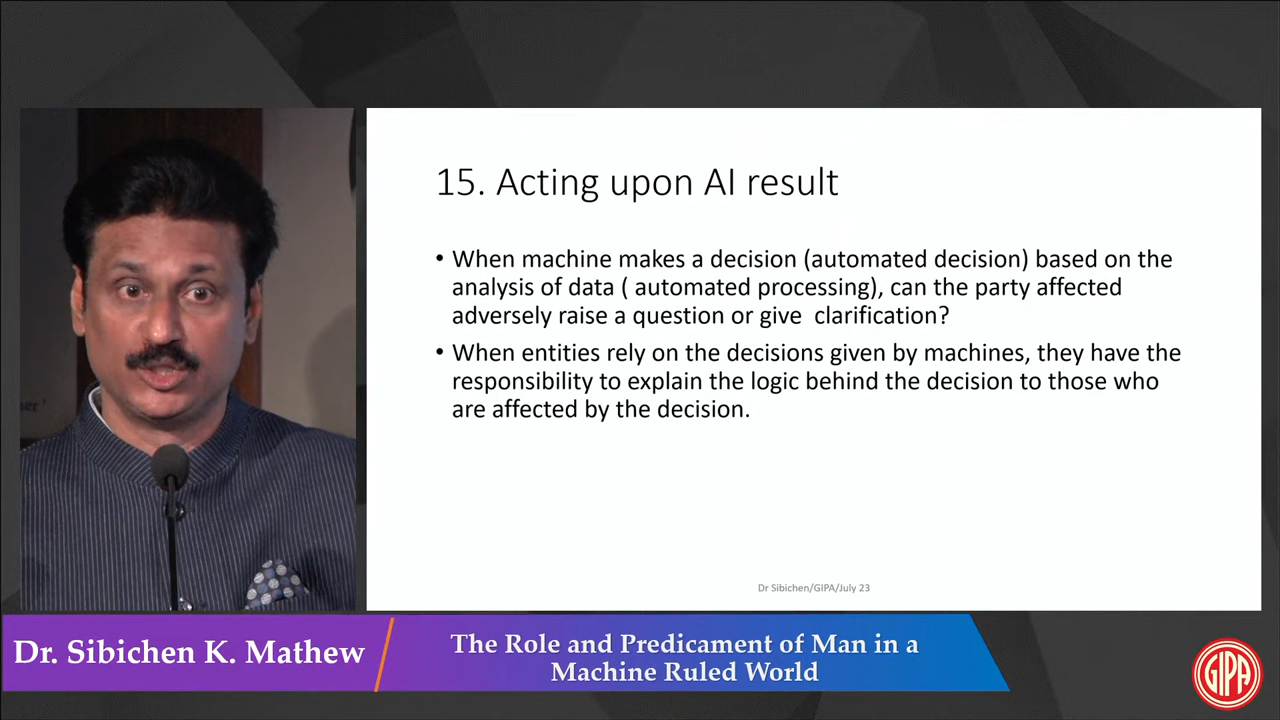 15. Acting upon AI result
• When machine makes a decision (automated decision) based on the
analysis of data ( automated processing), can the party affected
adversely raise a question or give  clarification?
• When entities rely on the decisions given by machines, they have the
responsibility to explain the logic behind the decision to those who
are affected by the decision.
Dr Sibichen/GIPA/July 23
Dr. Sibichen K. Mathew
The Role and Predicament of Man in a
Machine Ruled World
GIPA